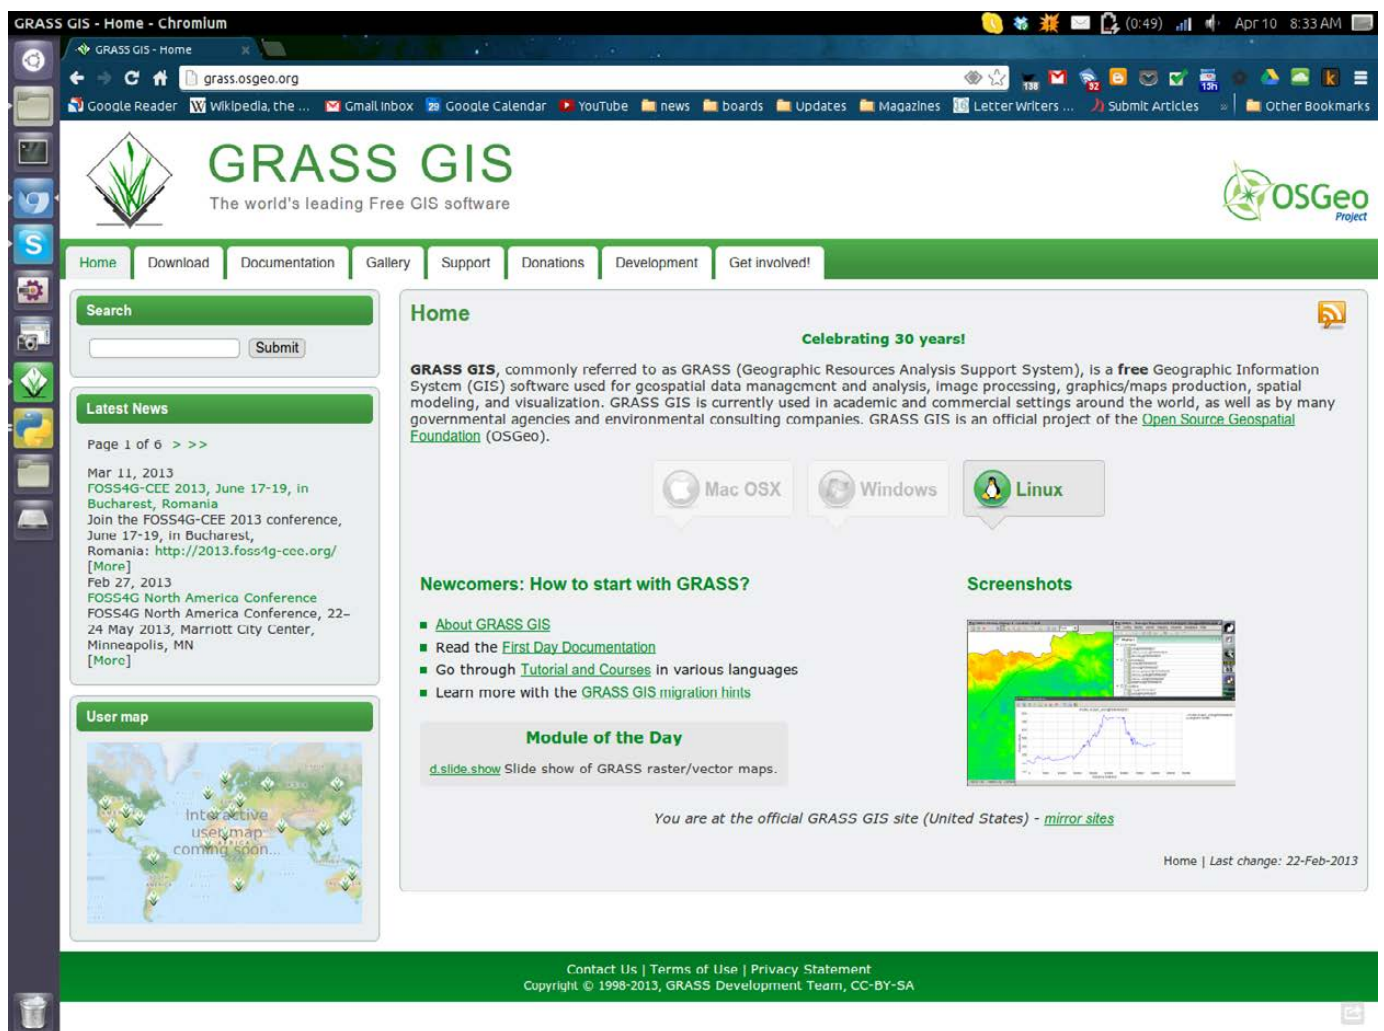 GRASS GIS - Home - Chromium
(0:49)
Apr 10 8:33 AM
GRASS GIS - Home
grass.osgeo.org
138
92
15h
Google Reader
Wikipedia, the ...
Gmail Inbox
Google Calendar
YouTube
news
boards
Updates
Magazines
Letter Writers ...
Submit Articles
Other Bookmarks
GRASS GIS
The world's leading Free GIS software
OSGeo
Project
Home
Download
Documentation
Gallery
Support
Donations
Development
Get involved!
Search
Submit
Latest News
Page 1 of 6 > >>
Mar 11, 2013
FOSS4G-CEE 2013, June 17-19, in
Bucharest, Romania
Join the FOSS4G-CEE 2013 conference,
June 17-19, in Bucharest,
Romania: http://2013.foss4g-cee.org/
[More]
Feb 27, 2013
FOSS4G North America Conference
FOSS4G North America Conference, 22–
24 May 2013, Marriott City Center,
Minneapolis, MN
[More]
User map
Interactive
user map
coming soon...
Home
Celebrating 30 years!
GRASS GIS, commonly referred to as GRASS (Geographic Resources Analysis Support System), is a free Geographic Information
System (GIS) software used for geospatial data management and analysis, image processing, graphics/maps production, spatial
modeling, and visualization. GRASS GIS is currently used in academic and commercial settings around the world, as well as by many
governmental agencies and environmental consulting companies. GRASS GIS is an official project of the Open Source Geospatial
Foundation (OSGeo).
Mac OSX
Windows
Linux
Newcomers: How to start with GRASS?
About GRASS GIS
Read the First Day Documentation
Go through Tutorial and Courses in various languages
Learn more with the GRASS GIS migration hints
Module of the Day
d.slide.show Slide show of GRASS raster/vector maps.
Screenshots
You are at the official GRASS GIS site (United States) - mirror sites
Home | Last change: 22-Feb-2013
Contact Us | Terms of Use | Privacy Statement
Copyright © 1998-2013, GRASS Development Team, CC-BY-SA